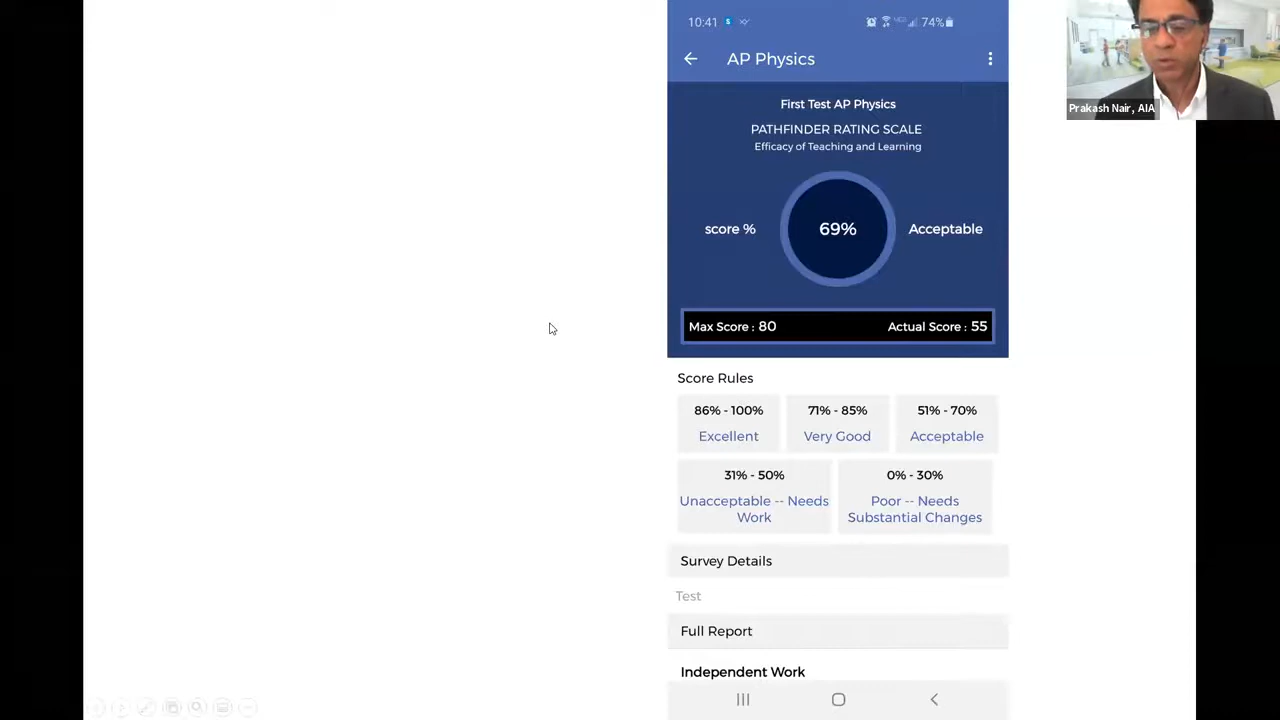 10:41
74%
AP Physics
Prakash Nair, AIA
First Test AP Physics
PATHFINDER RATING SCALE
Efficacy of Teaching and Learning
score %
69%
Acceptable
Max Score : 80
Actual Score : 55
Score Rules
86% - 100%
Excellent
71% - 85%
Very Good
51% - 70%
Acceptable
31% - 50%
Unacceptable -- Needs
Work
0% - 30%
Poor -- Needs
Substantial Changes
Survey Details
Test
Full Report
Independent Work